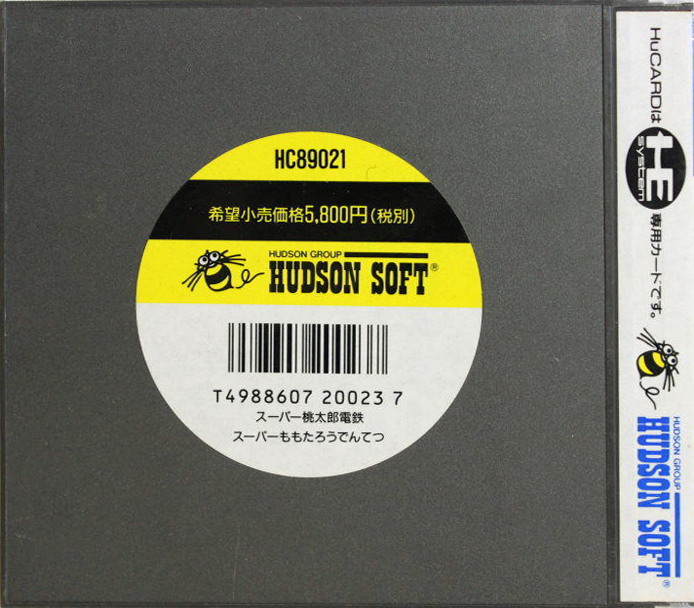 HC89021
希望小売価格5,800円(税別)
HUDSON GROUP
HUDSON SOFT®
T4988607 20023 7
スーパー桃太郎電鉄
スーパーももたろうでんてつ
HuCARDは HE system 専用カードです。
HUDSON GROUP
HUDSON SOFT®